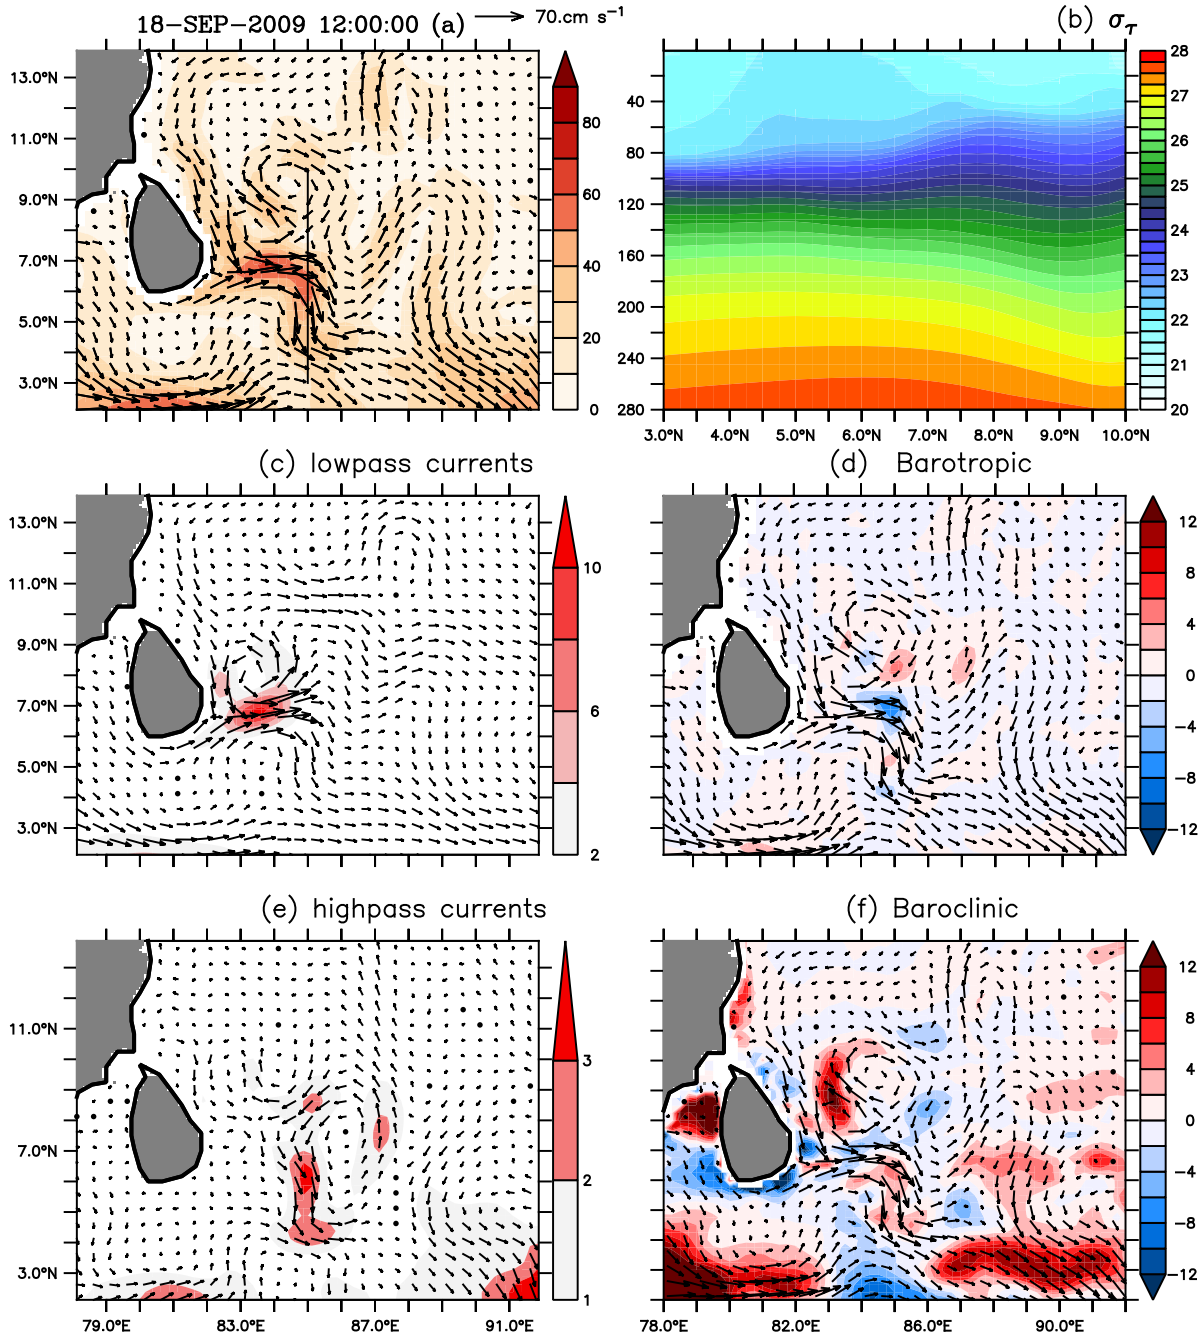 18-SEP-2009 12:00:00 (a)
70.cm s⁻¹
13.0°N
11.0°N
9.0°N
7.0°N
5.0°N
3.0°N
80
60
40
20
0
(b) σ_T
40
80
120
160
200
240
280
3.0°N 4.0°N 5.0°N 6.0°N 7.0°N 8.0°N 9.0°N 10.0°N
28
27
26
25
24
23
22
21
20
(c) lowpass currents
13.0°N
11.0°N
9.0°N
7.0°N
5.0°N
3.0°N
10
6
2
(d) Barotropic
12
8
4
0
−4
−8
−12
(e) highpass currents
11.0°N
7.0°N
3.0°N
79.0°E 83.0°E 87.0°E 91.0°E
3
2
1
(f) Baroclinic
78.0°E 82.0°E 86.0°E 90.0°E
12
8
4
0
−4
−8
−12